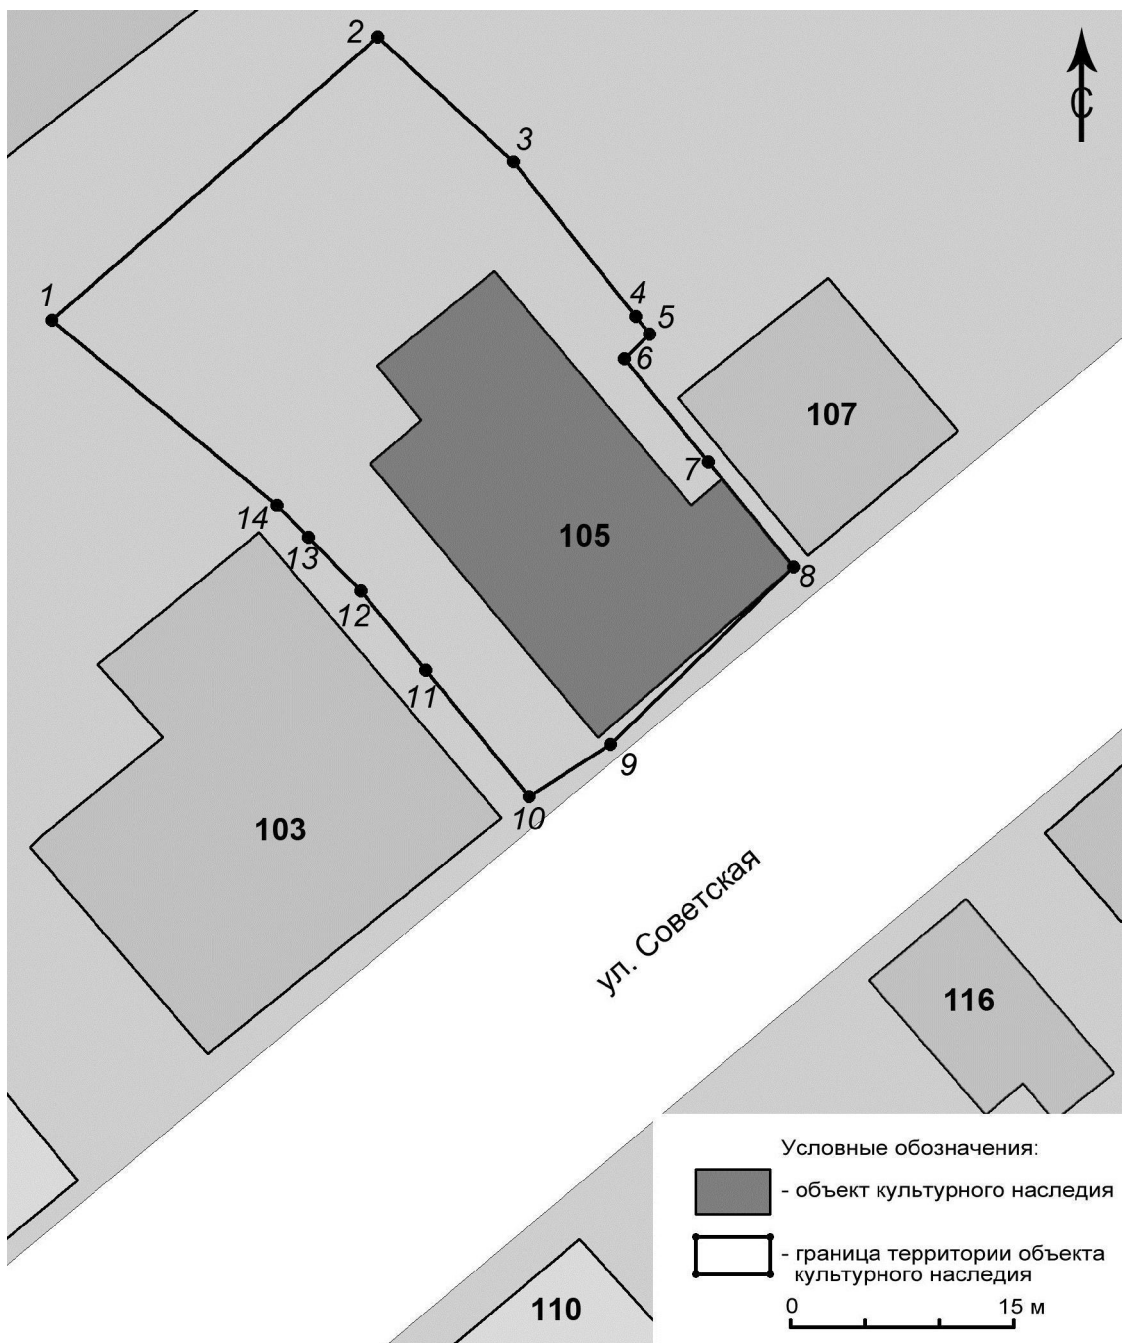 2
С
3
1
4
5
6
107
7
14
105
13
8
12
11
9
10
103
ул. Советская
116
Условные обозначения:
- объект культурного наследия
- граница территории объекта
культурного наследия
0 15 м
110